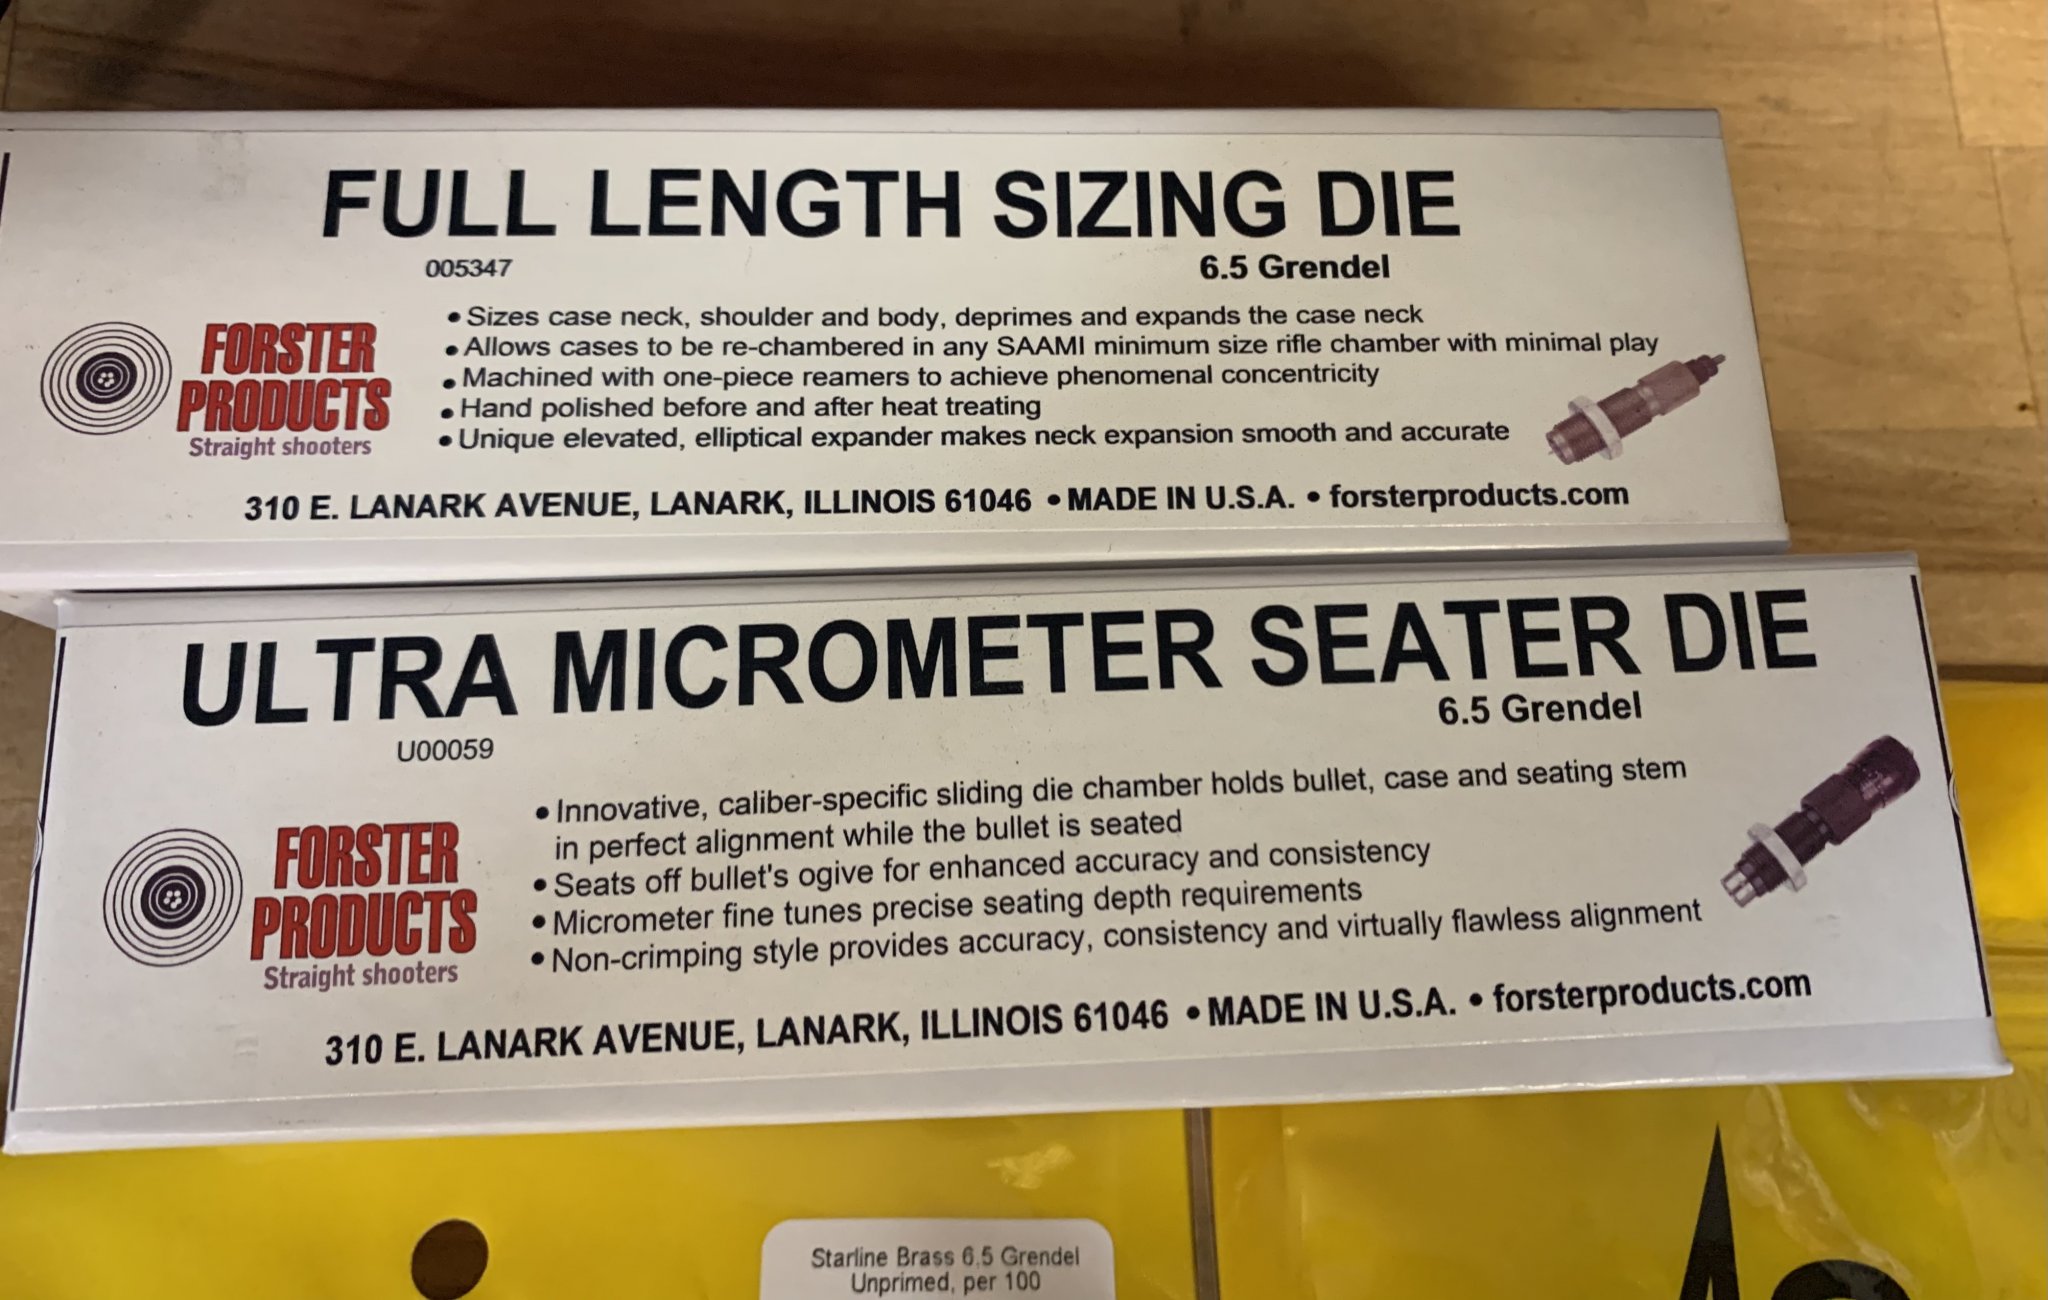 FULL LENGTH SIZING DIE
005347
6.5 Grendel
• Sizes case neck, shoulder and body, deprimes and expands the case neck
• Allows cases to be re-chambered in any SAAMI minimum size rifle chamber with minimal play
• Machined with one-piece reamers to achieve phenomenal concentricity
• Hand polished before and after heat treating
• Unique elevated, elliptical expander makes neck expansion smooth and accurate
FORSTER
PRODUCTS
Straight shooters
310 E. LANARK AVENUE, LANARK, ILLINOIS 61046 • MADE IN U.S.A. • forsterproducts.com
ULTRA MICROMETER SEATER DIE
6.5 Grendel
U00059
• Innovative, caliber-specific sliding die chamber holds bullet, case and seating stem
in perfect alignment while the bullet is seated
• Seats off bullet's ogive for enhanced accuracy and consistency
• Micrometer fine tunes precise seating depth requirements
• Non-crimping style provides accuracy, consistency and virtually flawless alignment
FORSTER
PRODUCTS
Straight shooters
310 E. LANARK AVENUE, LANARK, ILLINOIS 61046 • MADE IN U.S.A. • forsterproducts.com
Starline Brass 6.5 Grendel
Unprimed, per 100